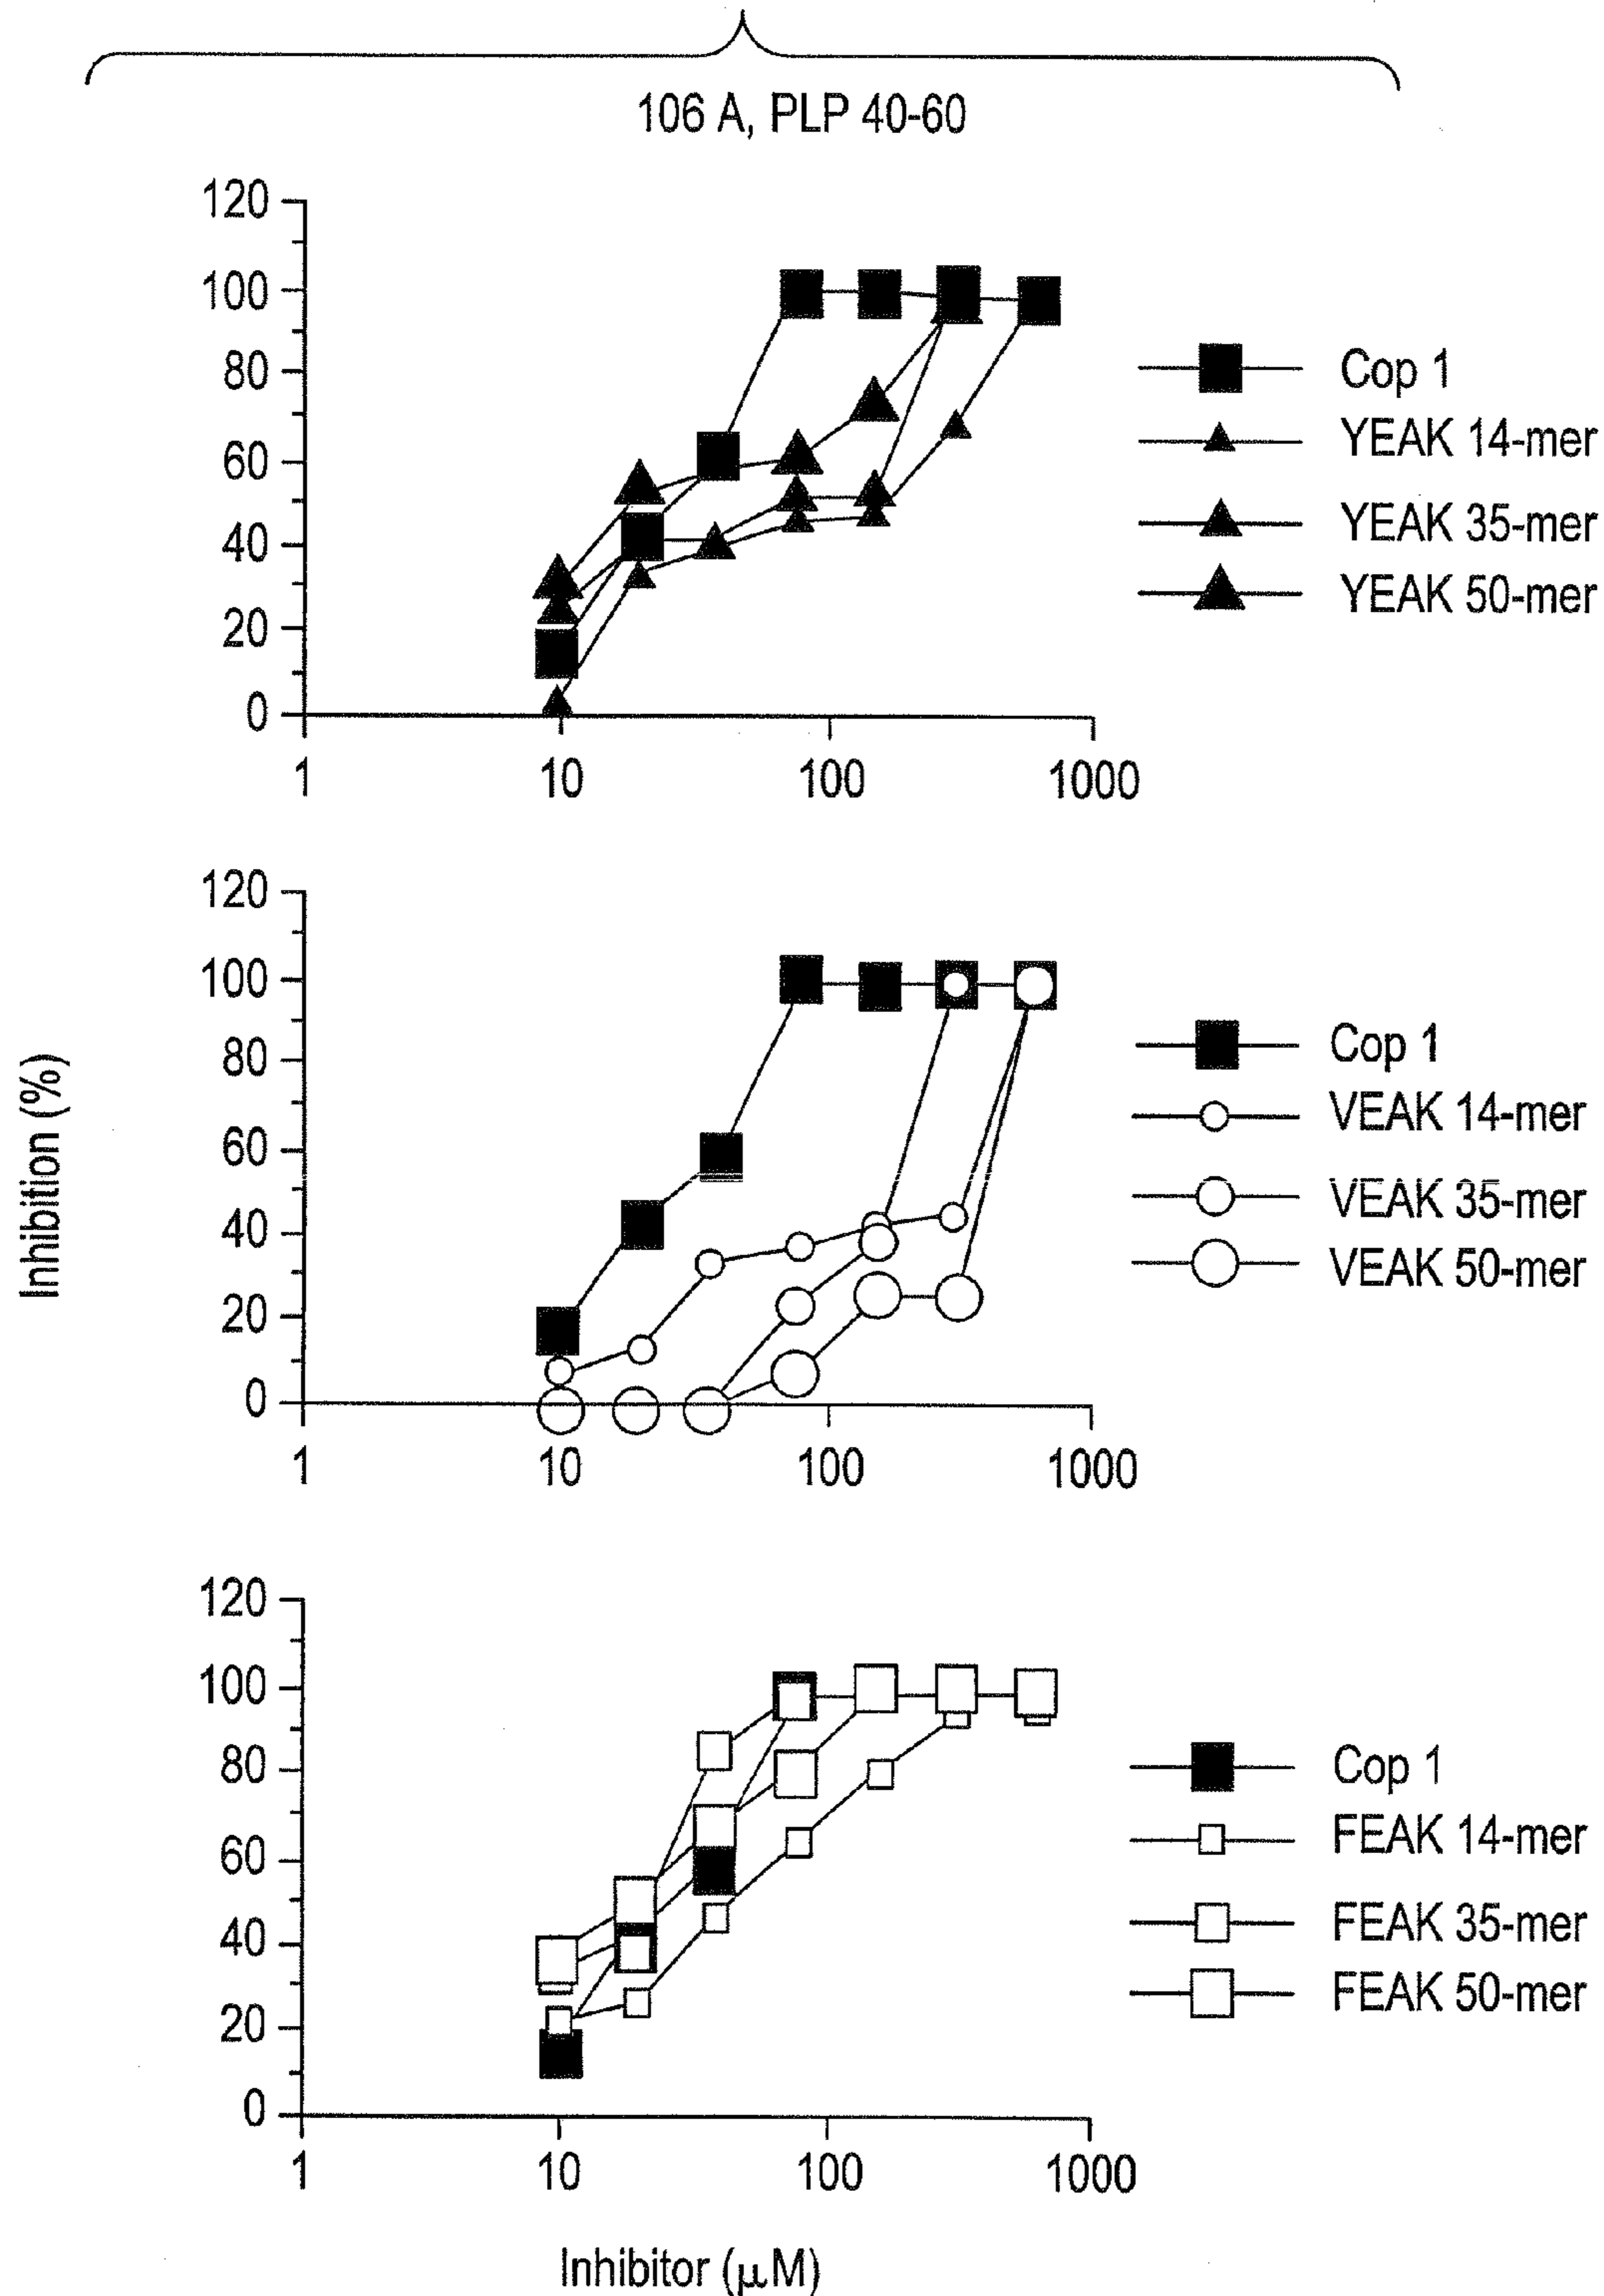 106 A, PLP 40-60
120
100
80
60
40
20
0
1
10
100
1000
Cop 1
YEAK 14-mer
YEAK 35-mer
YEAK 50-mer
Inhibition (%)
120
100
80
60
40
20
0
1
10
100
1000
Cop 1
VEAK 14-mer
VEAK 35-mer
VEAK 50-mer
120
100
80
60
40
20
0
1
10
100
1000
Cop 1
FEAK 14-mer
FEAK 35-mer
FEAK 50-mer
Inhibitor (μM)